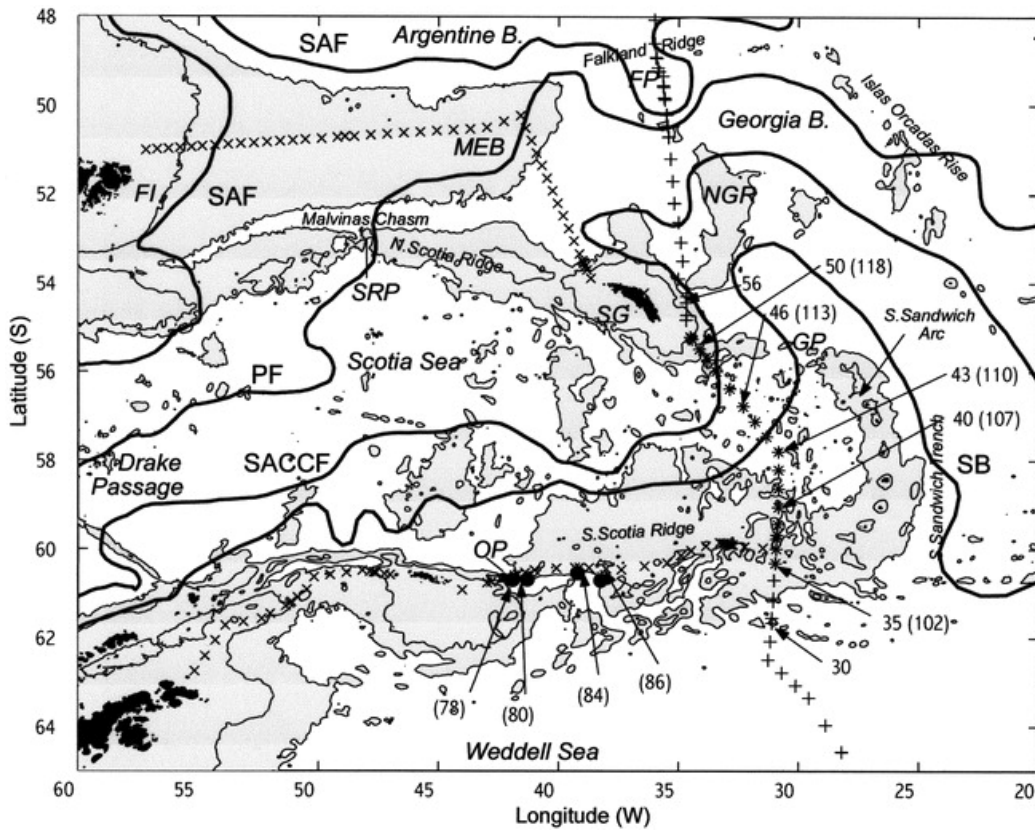 48
50
52
54
56
58
60
62
64
Latitude (S)
60
55
50
45
40
35
30
25
20
Longitude (W)
SAF
Argentine B.
Falkland Ridge
EP
Georgia B.
Islas Orcadas Rise
MEB
FI
SAF
NGR
Malvinas Chasm
N.Scotia Ridge
SRP
SG
56
50 (118)
46 (113)
S.Sandwich
Arc
GP
43 (110)
40 (107)
Scotia Sea
PF
Drake
Passage
SACCF
SB
S.Sandwich Trench
S.Scotia Ridge
OP
35 (102)
30
(78)
(80)
(84)
(86)
Weddell Sea